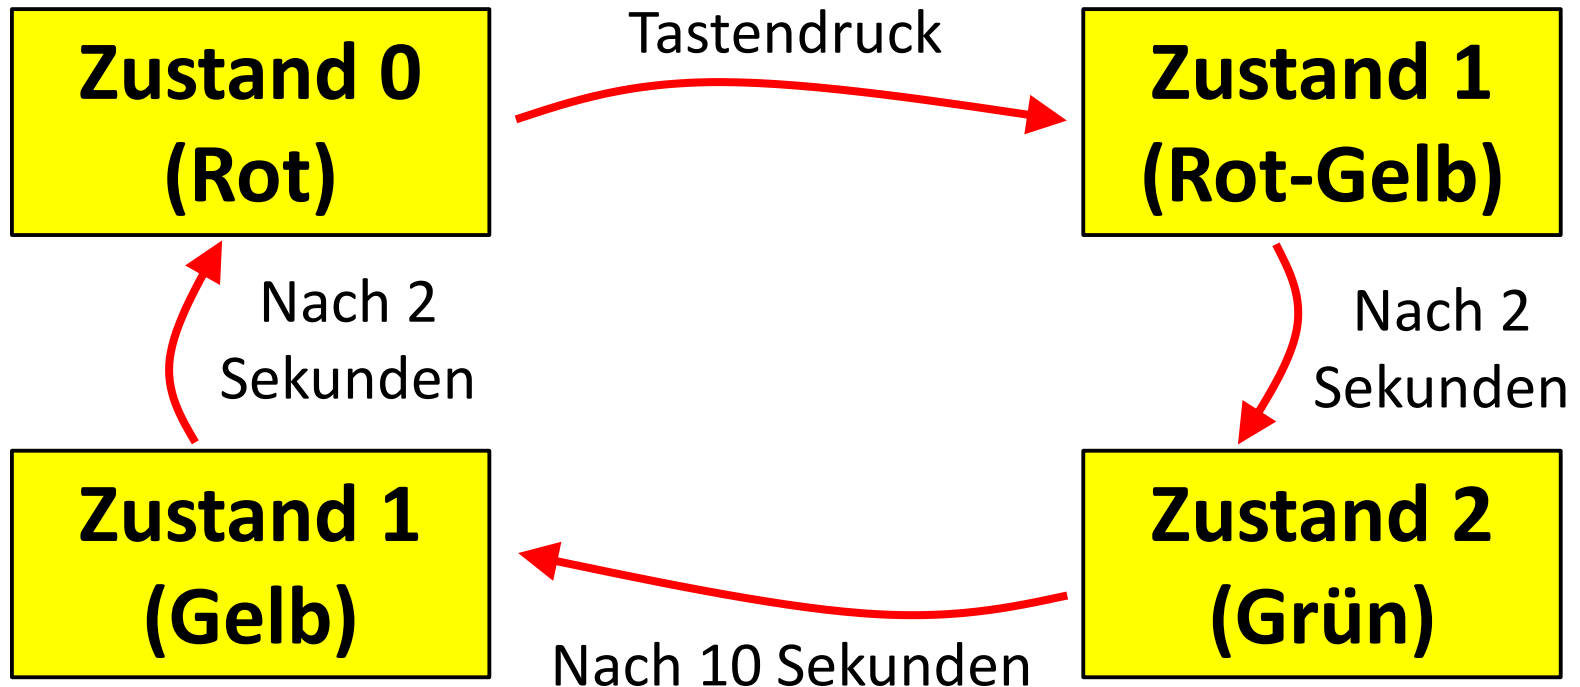 Zustand 0
(Rot)
Tastendruck
Zustand 1
(Rot-Gelb)
Nach 2
Sekunden
Nach 2
Sekunden
Zustand 1
(Gelb)
Nach 10 Sekunden
Zustand 2
(Grün)